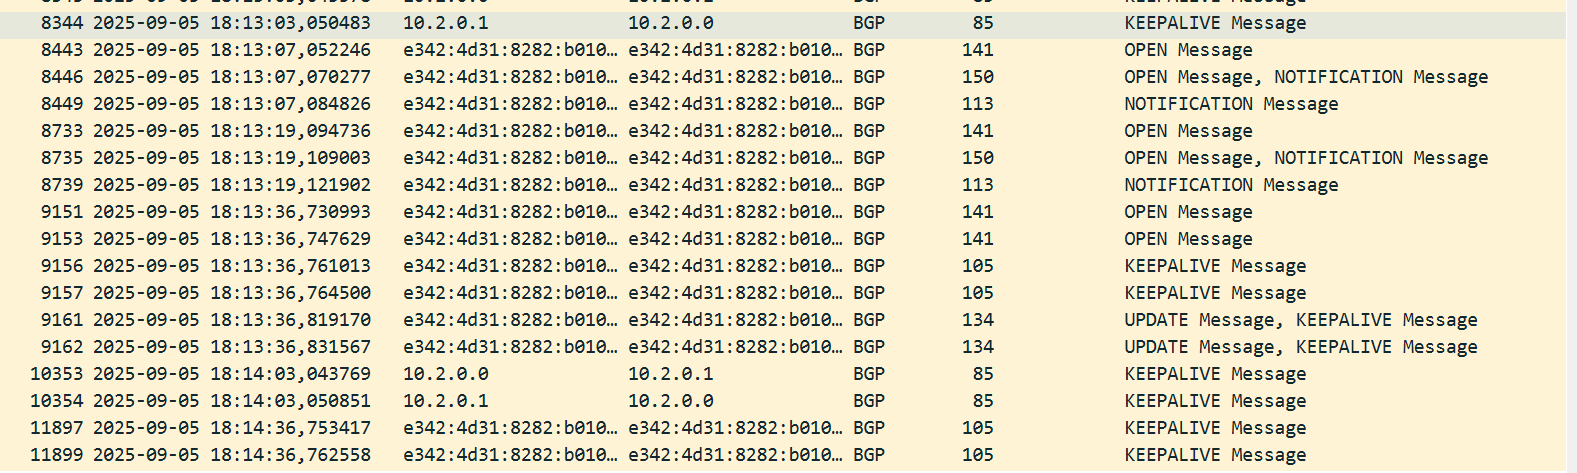 8344 2025-09-05 18:13:03,050483 10.2.0.1 10.2.0.0 BGP 85 KEEPALIVE Message
8443 2025-09-05 18:13:07,052246 e342:4d31:8282:b010… e342:4d31:8282:b010… BGP 141 OPEN Message
8446 2025-09-05 18:13:07,070277 e342:4d31:8282:b010… e342:4d31:8282:b010… BGP 150 OPEN Message, NOTIFICATION Message
8449 2025-09-05 18:13:07,084826 e342:4d31:8282:b010… e342:4d31:8282:b010… BGP 113 NOTIFICATION Message
8733 2025-09-05 18:13:19,094736 e342:4d31:8282:b010… e342:4d31:8282:b010… BGP 141 OPEN Message
8735 2025-09-05 18:13:19,109003 e342:4d31:8282:b010… e342:4d31:8282:b010… BGP 150 OPEN Message, NOTIFICATION Message
8739 2025-09-05 18:13:19,121902 e342:4d31:8282:b010… e342:4d31:8282:b010… BGP 113 NOTIFICATION Message
9151 2025-09-05 18:13:36,730993 e342:4d31:8282:b010… e342:4d31:8282:b010… BGP 141 OPEN Message
9153 2025-09-05 18:13:36,747629 e342:4d31:8282:b010… e342:4d31:8282:b010… BGP 141 OPEN Message
9156 2025-09-05 18:13:36,761013 e342:4d31:8282:b010… e342:4d31:8282:b010… BGP 105 KEEPALIVE Message
9157 2025-09-05 18:13:36,764500 e342:4d31:8282:b010… e342:4d31:8282:b010… BGP 105 KEEPALIVE Message
9161 2025-09-05 18:13:36,819170 e342:4d31:8282:b010… e342:4d31:8282:b010… BGP 134 UPDATE Message, KEEPALIVE Message
9162 2025-09-05 18:13:36,831567 e342:4d31:8282:b010… e342:4d31:8282:b010… BGP 134 UPDATE Message, KEEPALIVE Message
10353 2025-09-05 18:14:03,043769 10.2.0.0 10.2.0.1 BGP 85 KEEPALIVE Message
10354 2025-09-05 18:14:03,050851 10.2.0.1 10.2.0.0 BGP 85 KEEPALIVE Message
11897 2025-09-05 18:14:36,753417 e342:4d31:8282:b010… e342:4d31:8282:b010… BGP 105 KEEPALIVE Message
11899 2025-09-05 18:14:36,762558 e342:4d31:8282:b010… e342:4d31:8282:b010… BGP 105 KEEPALIVE Message